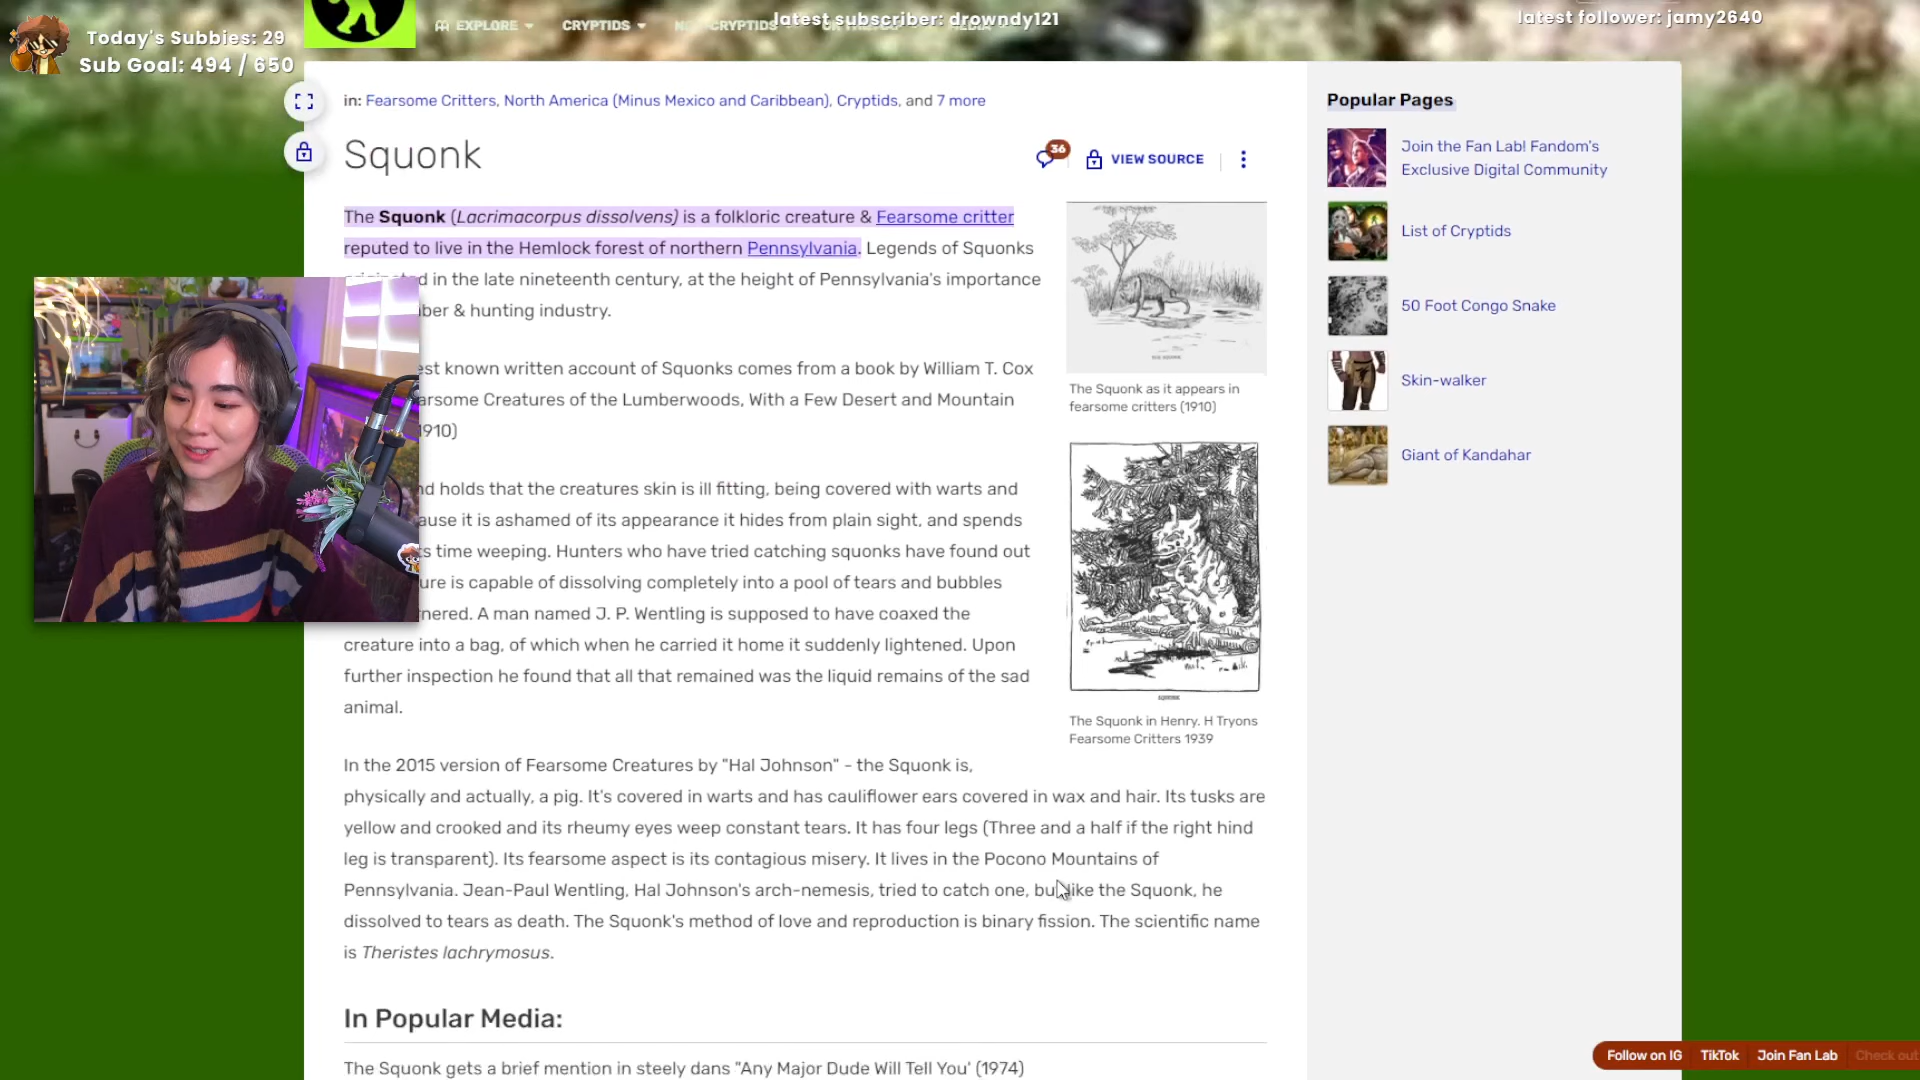 Today's Subbies: 29
Sub Goal: 494 / 650
EXPLORE
CRYPTIDS
latest subscriber: drowndy121
latest follower: jamy2640
in: Fearsome Critters, North America (Minus Mexico and Caribbean), Cryptids, and 7 more
Squonk
36
VIEW SOURCE
The Squonk (Lacrimacorpus dissolvens) is a folkloric creature & Fearsome critter
reputed to live in the Hemlock forest of northern Pennsylvania. Legends of Squonks
d in the late nineteenth century, at the height of Pennsylvania's importance
ber & hunting industry.
est known written account of Squonks comes from a book by William T. Cox
arsome Creatures of the Lumberwoods, With a Few Desert and Mountain
1910)
nd holds that the creatures skin is ill fitting, being covered with warts and
ause it is ashamed of its appearance it hides from plain sight, and spends
s time weeping. Hunters who have tried catching squonks have found out
ure is capable of dissolving completely into a pool of tears and bubbles
nered. A man named J. P. Wentling is supposed to have coaxed the
creature into a bag, of which when he carried it home it suddenly lightened. Upon
further inspection he found that all that remained was the liquid remains of the sad
animal.
The Squonk as it appears in
fearsome critters (1910)
The Squonk in Henry. H Tryons
Fearsome Critters 1939
In the 2015 version of Fearsome Creatures by "Hal Johnson" - the Squonk is,
physically and actually, a pig. It's covered in warts and has cauliflower ears covered in wax and hair. Its tusks are
yellow and crooked and its rheumy eyes weep constant tears. It has four legs (Three and a half if the right hind
leg is transparent). Its fearsome aspect is its contagious misery. It lives in the Pocono Mountains of
Pennsylvania. Jean-Paul Wentling, Hal Johnson's arch-nemesis, tried to catch one, but like the Squonk, he
dissolved to tears as death. The Squonk's method of love and reproduction is binary fission. The scientific name
is Theristes lachrymosus.
In Popular Media:
The Squonk gets a brief mention in steely dans "Any Major Dude Will Tell You' (1974)
Popular Pages
Join the Fan Lab! Fandom's
Exclusive Digital Community
List of Cryptids
50 Foot Congo Snake
Skin-walker
Giant of Kandahar
Follow on IG
TikTok
Join Fan Lab
Check out